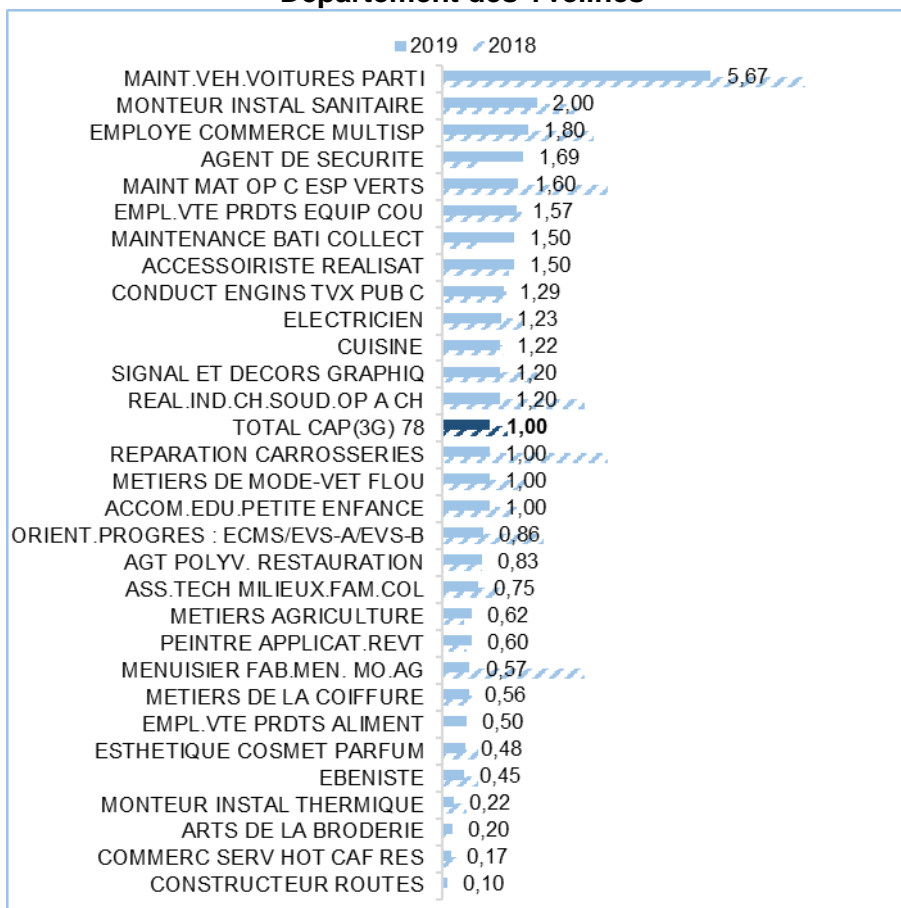 ■2019 2018
MAINT.VEH.VOITURES PARTI 5,67
MONTEUR INSTAL SANITAIRE 2,00
EMPLOYE COMMERCE MULTISP 1,80
AGENT DE SECURITE 1,69
MAINT MAT OP C ESP VERTS 1,60
EMPL.VTE PRDTS EQUIP COU 1,57
MAINTENANCE BATI COLLECT 1,50
ACCESSOIRISTE REALISAT 1,50
CONDUCT ENGINS TVX PUB C 1,29
ELECTRICIEN 1,23
CUISINE 1,22
SIGNAL ET DECORS GRAPHIQ 1,20
REAL.IND.CH.SOUD.OP A CH 1,20
TOTAL CAP(3G) 78 1,00
REPARATION CARROSSERIES 1,00
METIERS DE MODE-VET FLOU 1,00
ACCOM.EDU.PETITE ENFANCE 1,00
ORIENT.PROGRES : ECMS/EVS-A/EVS-B 0,86
AGT POLYV. RESTAURATION 0,83
ASS.TECH MILIEUX.FAM.COL 0,75
METIERS AGRICULTURE 0,62
PEINTRE APPLICAT.REVT 0,60
MENUISIER FAB.MEN. MO.AG 0,57
METIERS DE LA COIFFURE 0,56
EMPL.VTE PRDTS ALIMENT 0,50
ESTHETIQUE COSMET PARFUM 0,48
EBENISTE 0,45
MONTEUR INSTAL THERMIQUE 0,22
ARTS DE LA BRODERIE 0,20
COMMERC SERV HOT CAF RES 0,17
CONSTRUCTEUR ROUTES 0,10